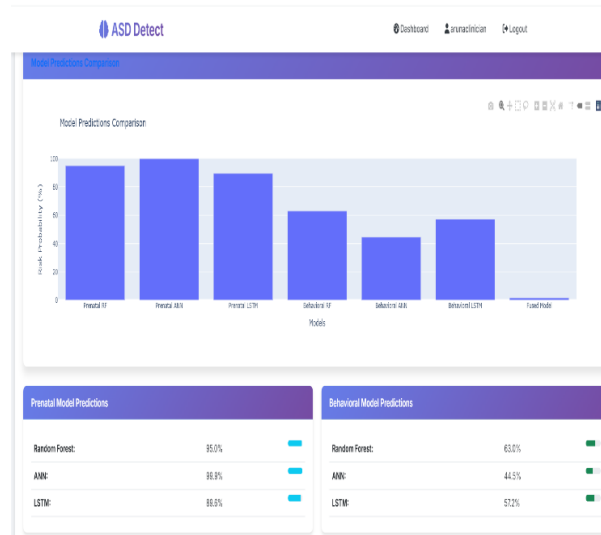 ASD Detect
Dashboard arunaclinician Logout
Model Predictions Comparison
Model Predictions Comparison
100
80
60
40
20
0
Risk Probability (%)
Prenatal RF Prenatal ANN Prenatal LSTM Behavioral RF Behavioral ANN Behavioral LSTM Fused Model
Models
Prenatal Model Predictions
Random Forest: 95.0%
ANN: 99.9%
LSTM: 89.6%
Behavioral Model Predictions
Random Forest: 63.0%
ANN: 44.5%
LSTM: 57.2%